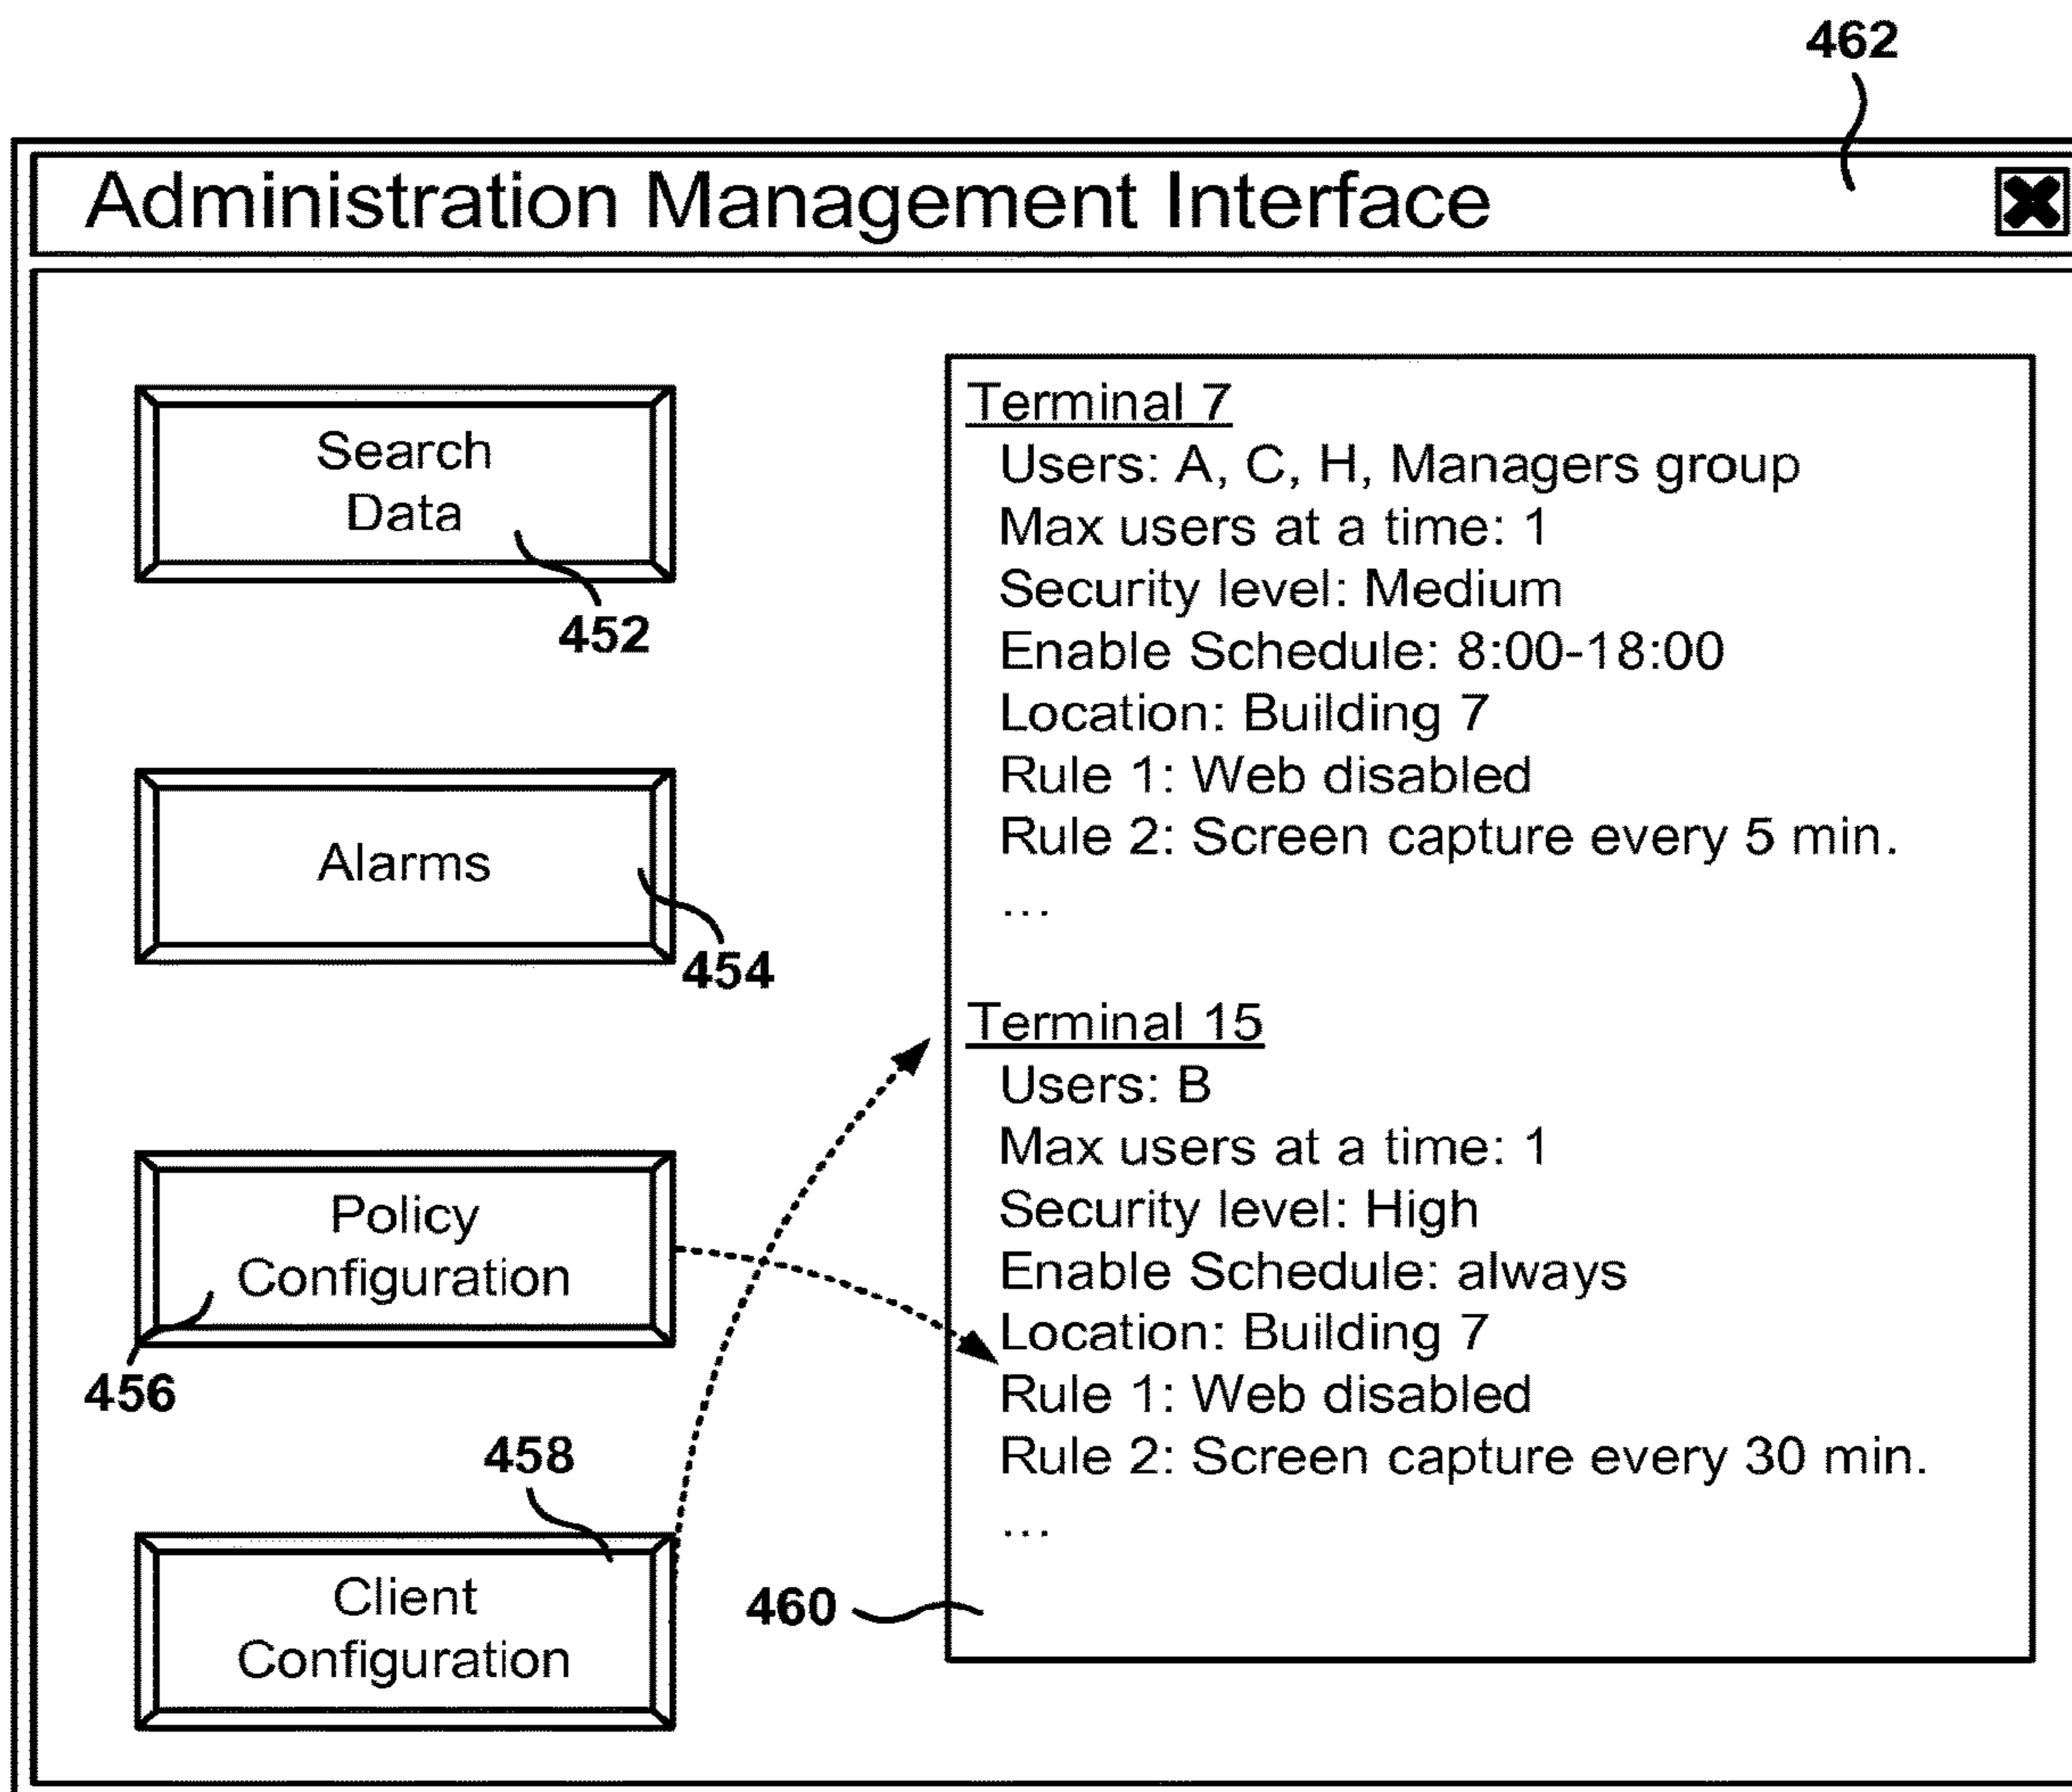 462
Administration Management Interface
Search
Data
452
Alarms
454
Policy
Configuration
456
458
Client
Configuration
Terminal 7
Users: A, C, H, Managers group
Max users at a time: 1
Security level: Medium
Enable Schedule: 8:00-18:00
Location: Building 7
Rule 1: Web disabled
Rule 2: Screen capture every 5 min.
...
Terminal 15
Users: B
Max users at a time: 1
Security level: High
Enable Schedule: always
Location: Building 7
Rule 1: Web disabled
Rule 2: Screen capture every 30 min.
...
460